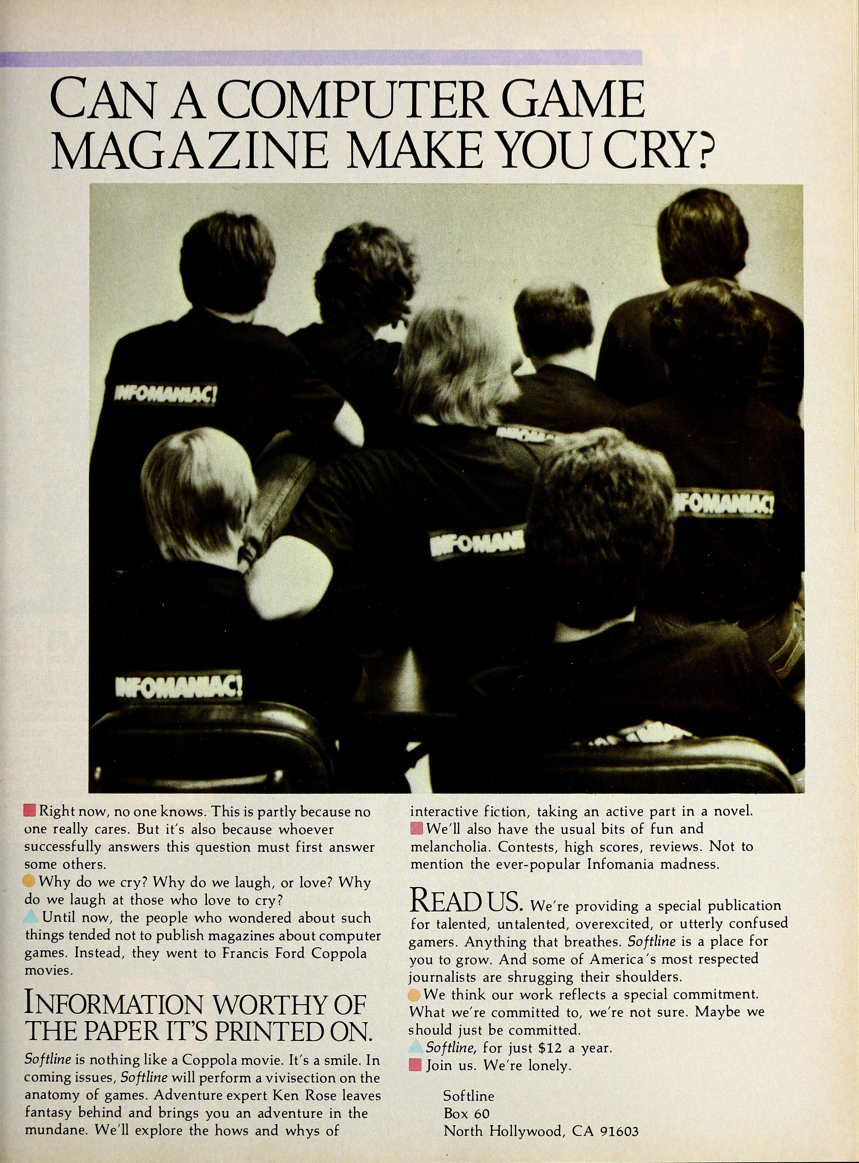 CAN A COMPUTER GAME
MAGAZINE MAKE YOU CRY?
INFOMANIAC!
INFOMA
INFOMANI
NFOMANIAC!
INFOMANIAC!
Right now, no one knows. This is partly because no
one really cares. But it's also because whoever
successfully answers this question must first answer
some others.
Why do we cry? Why do we laugh, or love? Why
do we laugh at those who love to cry?
Until now, the people who wondered about such
things tended not to publish magazines about computer
games. Instead, they went to Francis Ford Coppola
movies.
INFORMATION WORTHY OF
THE PAPER IT'S PRINTED ON.
Softline is nothing like a Coppola movie. It's a smile. In
coming issues, Softline will perform a vivisection on the
anatomy of games. Adventure expert Ken Rose leaves
fantasy behind and brings you an adventure in the
mundane. We'll explore the hows and whys of
interactive fiction, taking an active part in a novel.
We'll also have the usual bits of fun and
melancholia. Contests, high scores, reviews. Not to
mention the ever-popular Infomania madness.
READ US. We're providing a special publication
for talented, untalented, overexcited, or utterly confused
gamers. Anything that breathes. Softline is a place for
you to grow. And some of America's most respected
journalists are shrugging their shoulders.
We think our work reflects a special commitment.
What we're committed to, we're not sure. Maybe we
should just be committed.
Softline, for just $12 a year.
Join us. We're lonely.
Softline
Box 60
North Hollywood, CA 91603